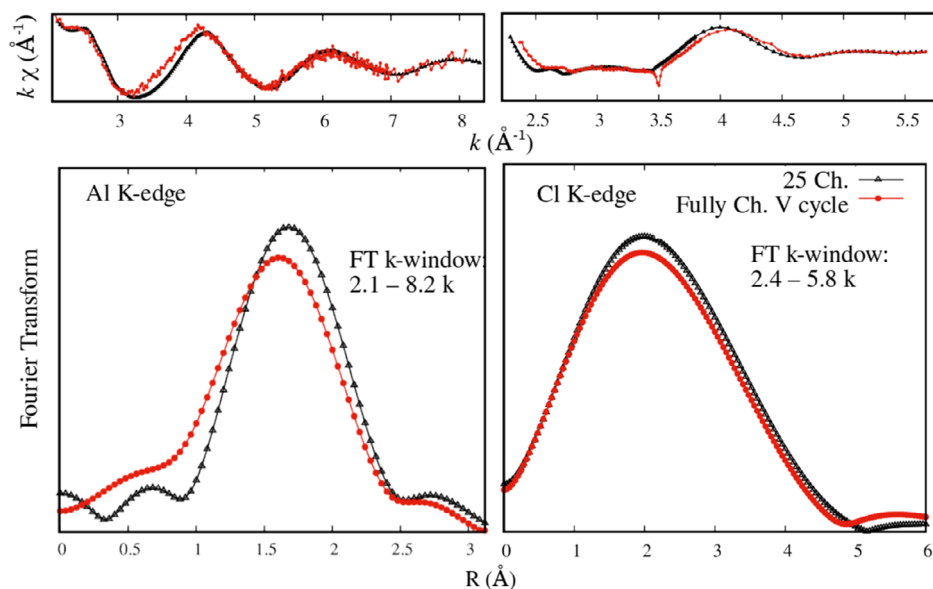 k χ (Å⁻¹)
3 4 5 6 7 8
2.5 3 3.5 4 4.5 5 5.5
k (Å⁻¹)
Al K-edge
FT k-window:
2.1 – 8.2 k
Cl K-edge
25 Ch.
Fully Ch. V cycle
FT k-window:
2.4 – 5.8 k
Fourier Transform
0 0.5 1 1.5 2 2.5 3
0 1 2 3 4 5 6
R (Å)